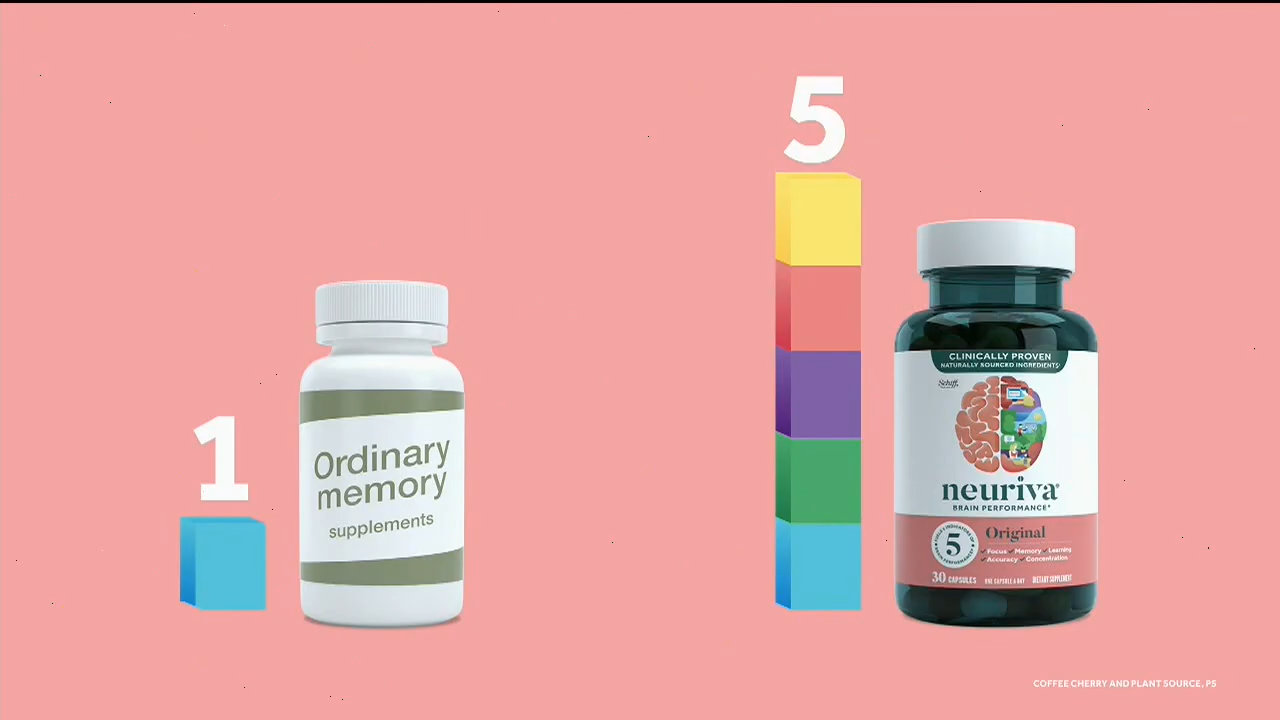 1
Ordinary
memory
supplements
5
CLINICALLY PROVEN
NATURALLY SOURCED INGREDIENTS
Schiff
neuriva
BRAIN PERFORMANCE
5
Original
Focus Memory Learning
Accuracy Concentration
30 CAPSULES ONE CAPSULE A DAY DIETARY SUPPLEMENT
COFFEE CHERRY AND PLANT SOURCE, PS